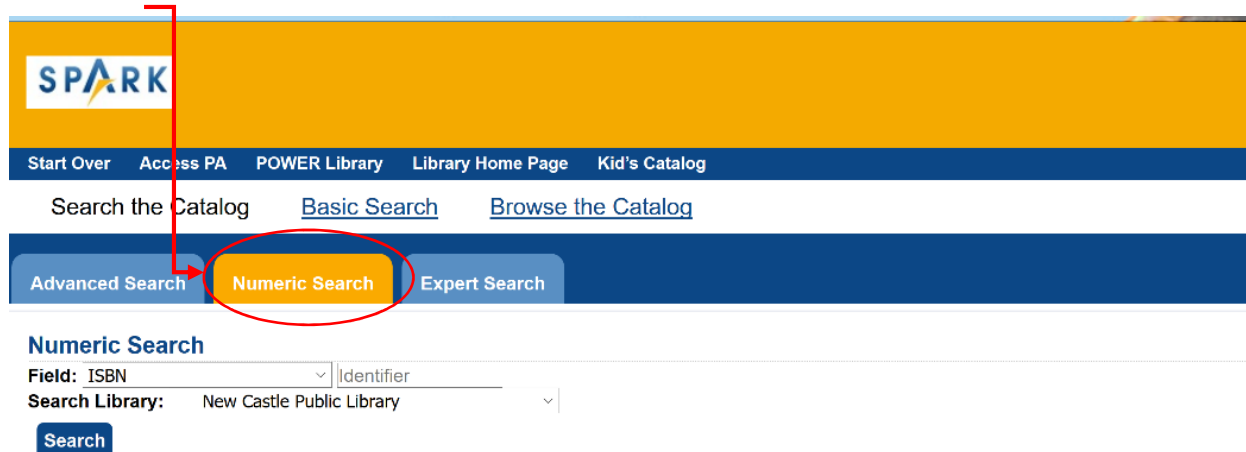 SPARK
Start Over Access PA POWER Library Library Home Page Kid's Catalog
Search the Catalog Basic Search Browse the Catalog
Advanced Search Numeric Search Expert Search
Numeric Search
Field: ISBN Identifier
Search Library: New Castle Public Library
Search